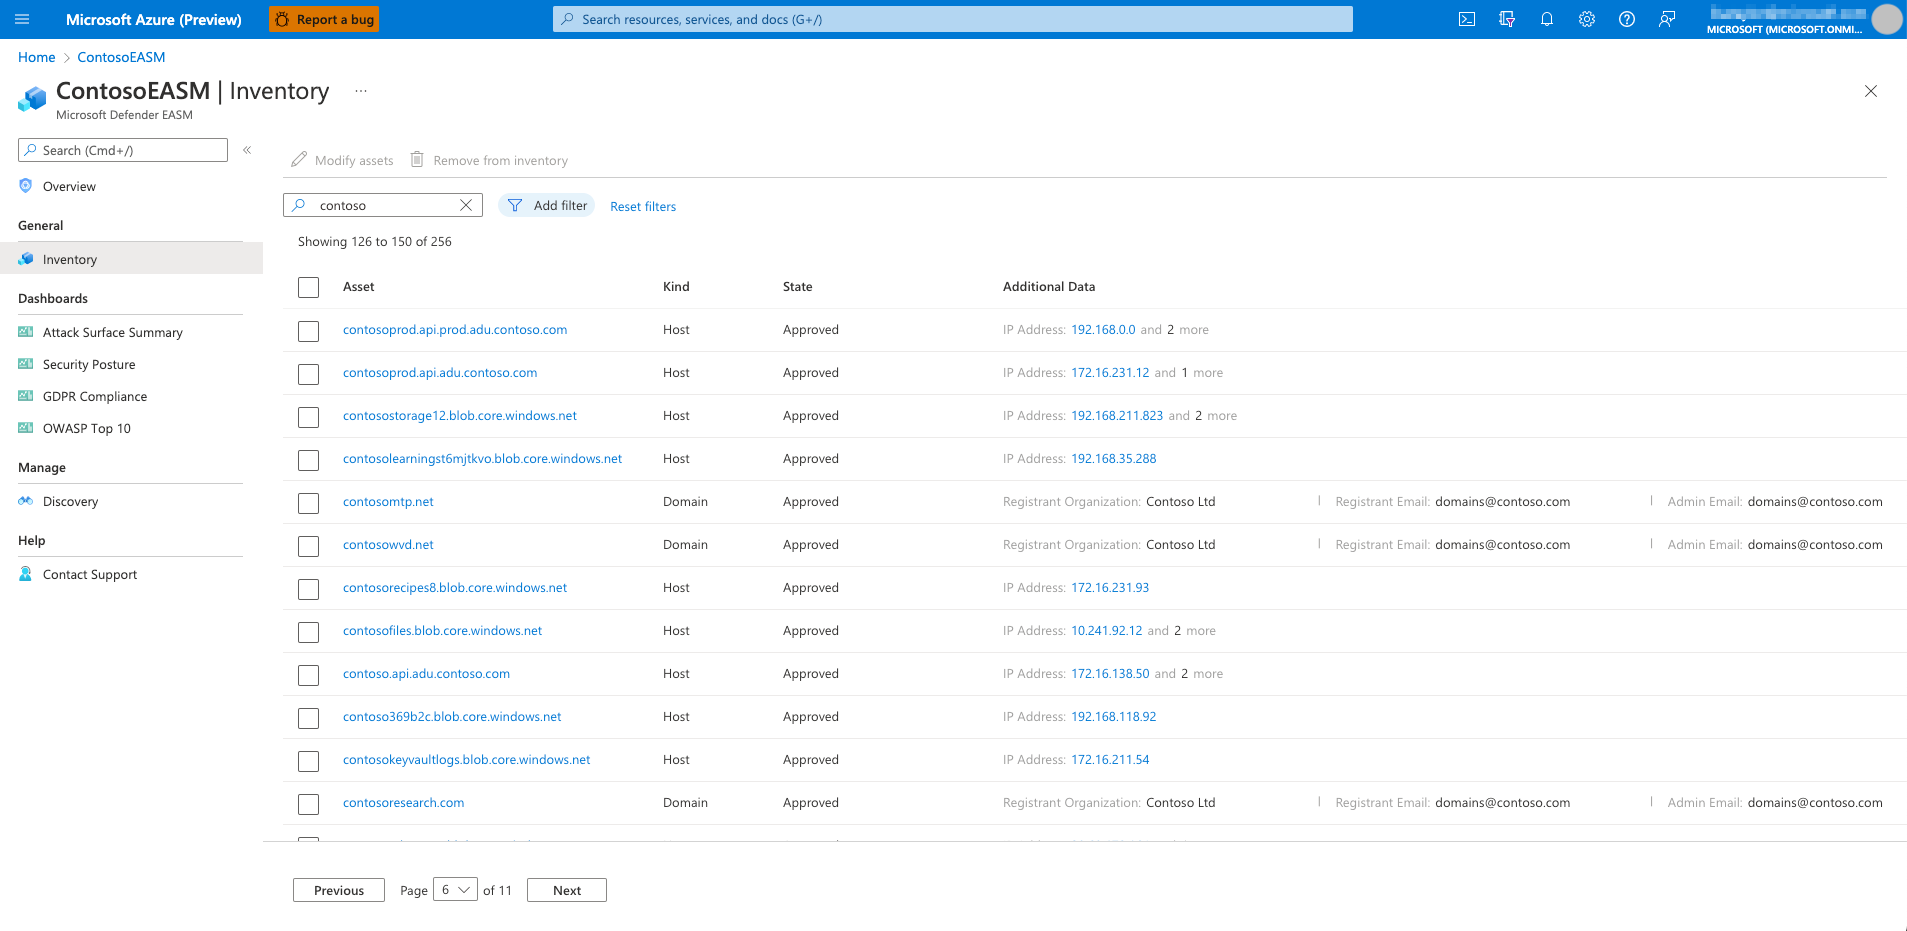 Microsoft Azure (Preview)
Report a bug
Search resources, services, and docs (G+/)
MICROSOFT (MICROSOFT.ONMI...
Home > ContosoEASM
ContosoEASM | Inventory ...
Microsoft Defender EASM
Search (Cmd+/) «
Overview
General
Inventory
Dashboards
Attack Surface Summary
Security Posture
GDPR Compliance
OWASP Top 10
Manage
Discovery
Help
Contact Support
Modify assets Remove from inventory
contoso Add filter Reset filters
Showing 126 to 150 of 256
Asset Kind State Additional Data
contosoprod.api.prod.adu.contoso.com Host Approved IP Address: 192.168.0.0 and 2 more
contosoprod.api.adu.contoso.com Host Approved IP Address: 172.16.231.12 and 1 more
contosostorage12.blob.core.windows.net Host Approved IP Address: 192.168.211.823 and 2 more
contosolearningst6mjtkvo.blob.core.windows.net Host Approved IP Address: 192.168.35.288
contosomtp.net Domain Approved Registrant Organization: Contoso Ltd | Registrant Email: domains@contoso.com | Admin Email: domains@contoso.com
contosowvd.net Domain Approved Registrant Organization: Contoso Ltd | Registrant Email: domains@contoso.com | Admin Email: domains@contoso.com
contosorecipes8.blob.core.windows.net Host Approved IP Address: 172.16.231.93
contosofiles.blob.core.windows.net Host Approved IP Address: 10.241.92.12 and 2 more
contoso.api.adu.contoso.com Host Approved IP Address: 172.16.138.50 and 2 more
contoso369b2c.blob.core.windows.net Host Approved IP Address: 192.168.118.92
contosokeyvaultlogs.blob.core.windows.net Host Approved IP Address: 172.16.211.54
contosoresearch.com Domain Approved Registrant Organization: Contoso Ltd | Registrant Email: domains@contoso.com | Admin Email: domains@contoso.com
Previous Page 6 of 11 Next